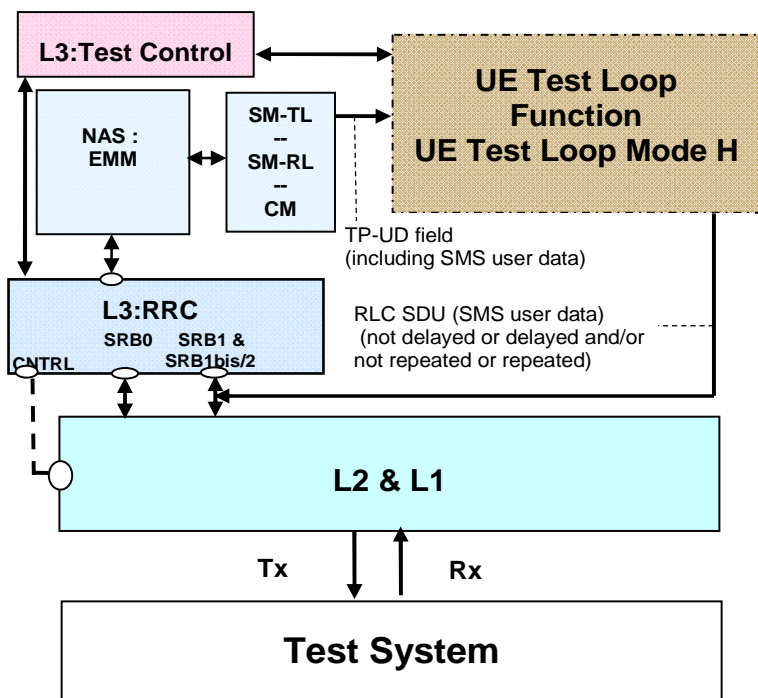 L3:Test Control
UE Test Loop
Function
UE Test Loop Mode H
NAS :
EMM
SM-TL
--
SM-RL
--
CM
TP-UD field
(including SMS user data)
L3:RRC
SRB0
SRB1 &
SRB1bis/2
CNTRL
RLC SDU (SMS user data)
(not delayed or delayed and/or
not repeated or repeated)
L2 & L1
Tx
Rx
Test System